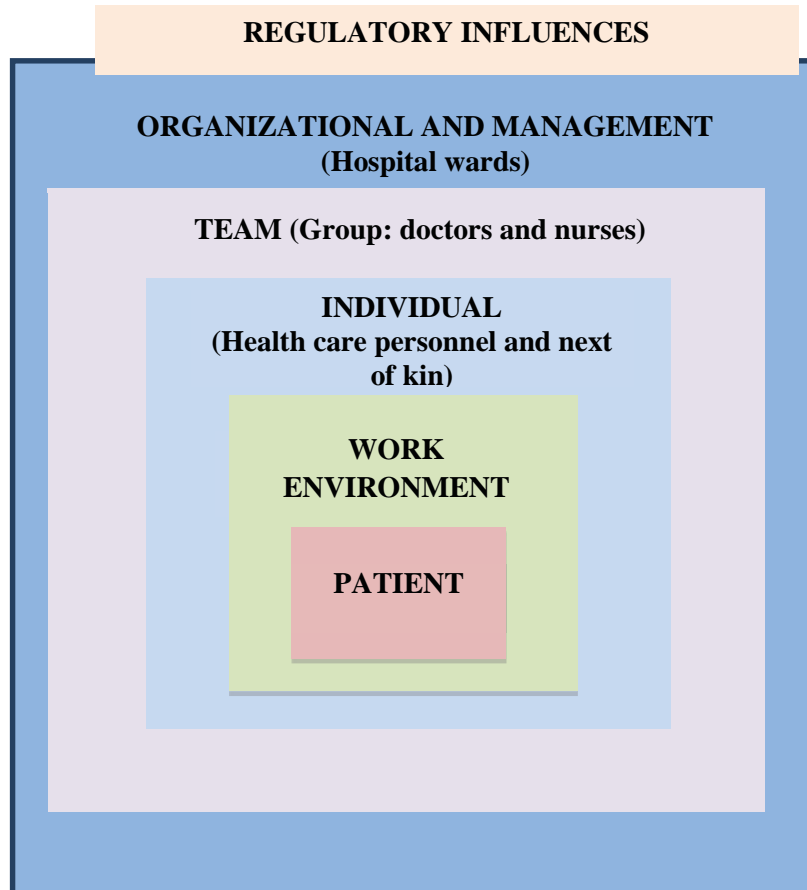 REGULATORY INFLUENCES
ORGANIZATIONAL AND MANAGEMENT
(Hospital wards)
TEAM (Group: doctors and nurses)
INDIVIDUAL
(Health care personnel and next
of kin)
WORK
ENVIRONMENT
PATIENT